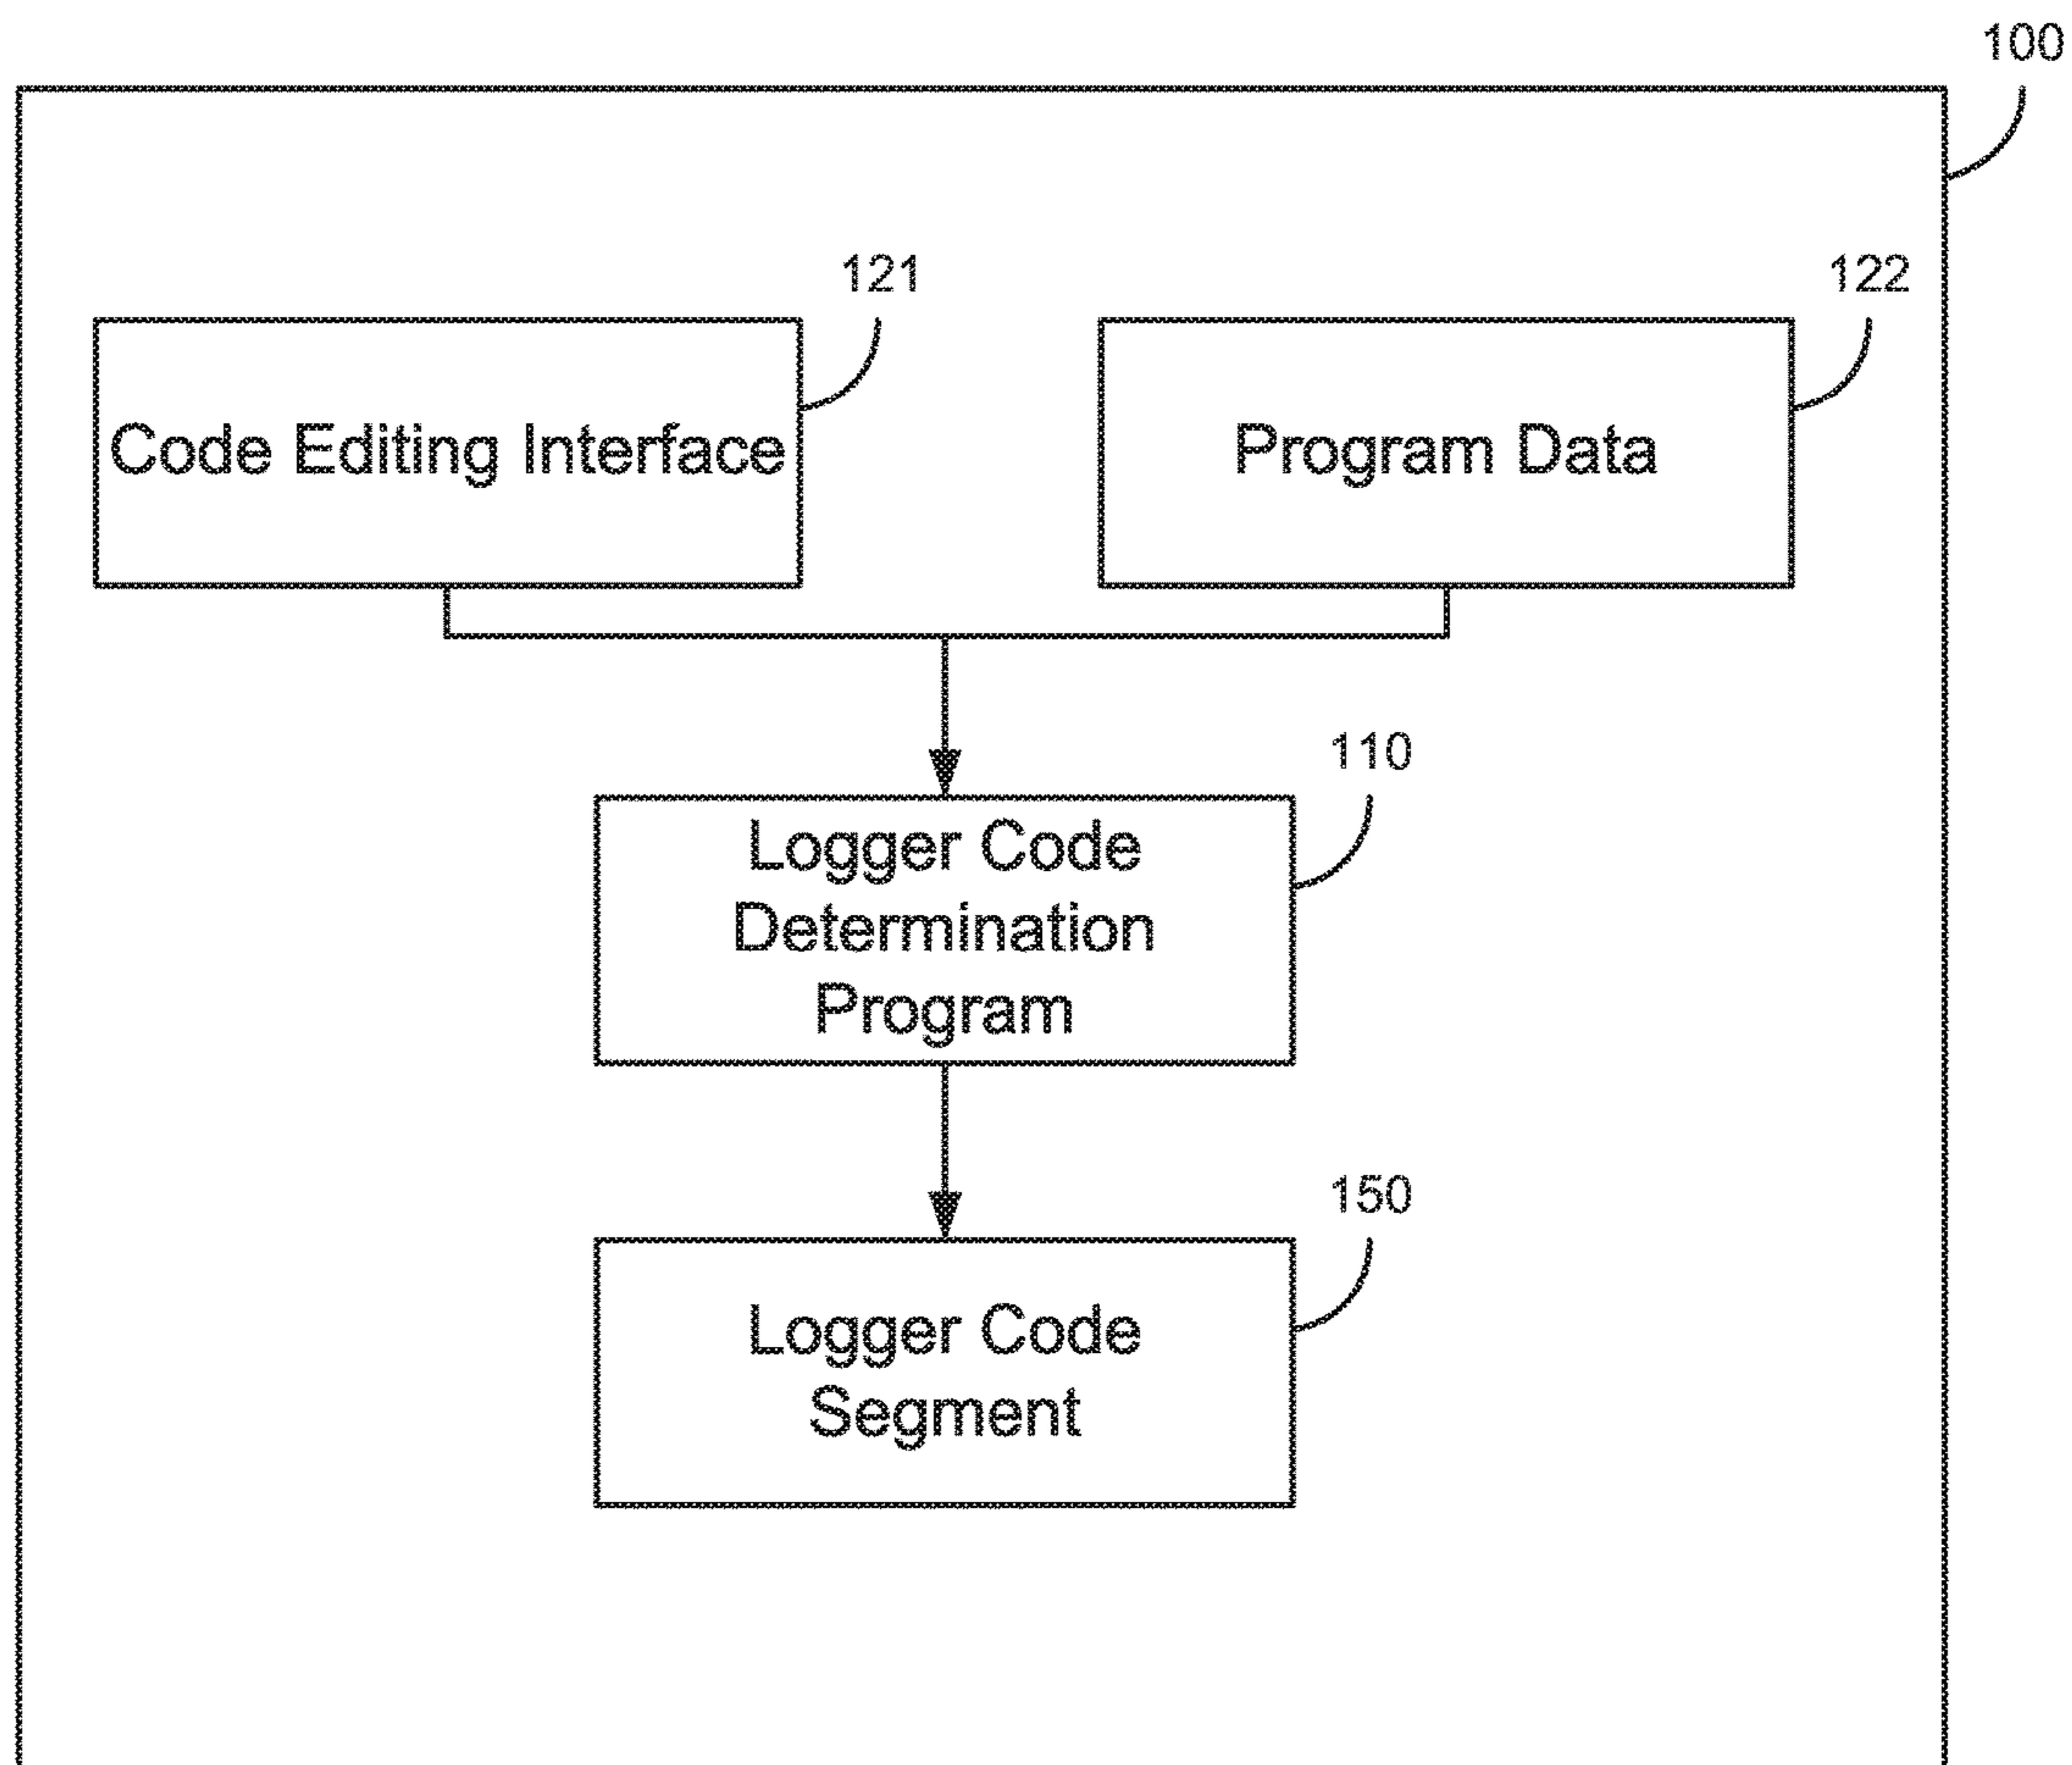 100
121
122
Code Editing Interface
Program Data
110
Logger Code
Determination
Program
150
Logger Code
Segment